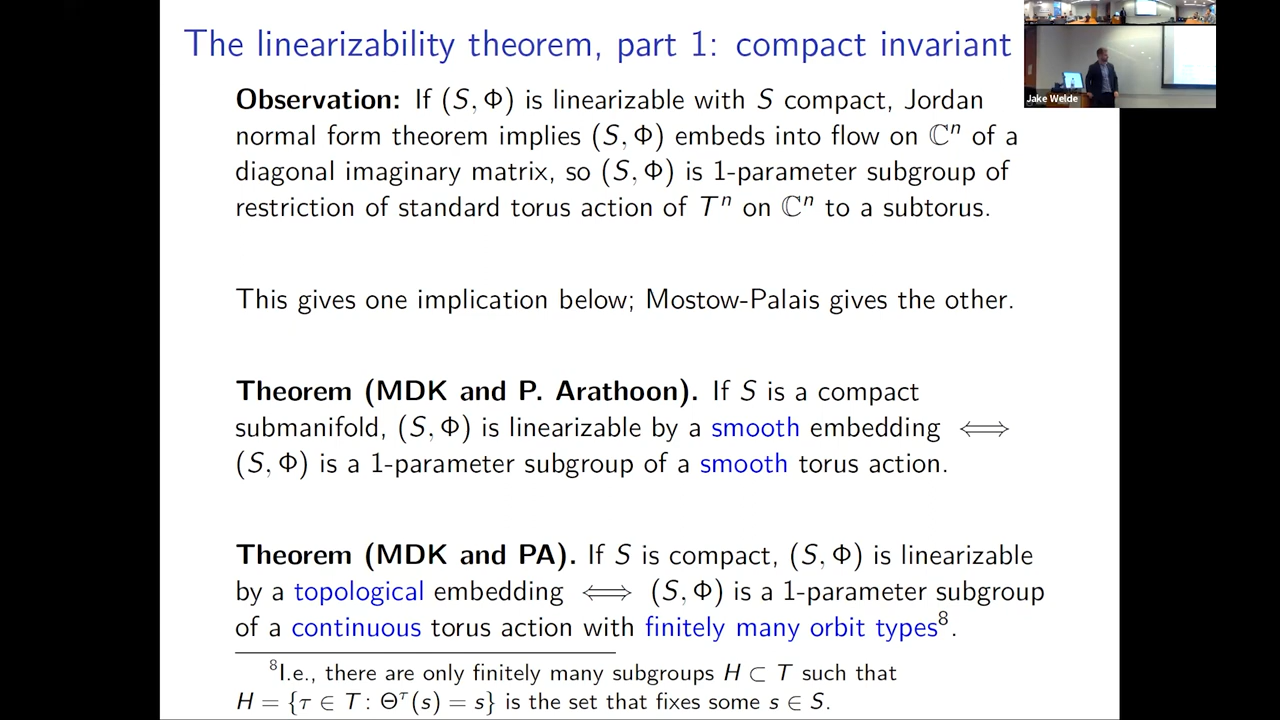 The linearizability theorem, part 1: compact invariant
Jake Welde
Observation: If (S, Φ) is linearizable with S compact, Jordan
normal form theorem implies (S, Φ) embeds into flow on ℂⁿ of a
diagonal imaginary matrix, so (S, Φ) is 1-parameter subgroup of
restriction of standard torus action of Tⁿ on ℂⁿ to a subtorus.
This gives one implication below; Mostow-Palais gives the other.
Theorem (MDK and P. Arathoon). If S is a compact
submanifold, (S, Φ) is linearizable by a smooth embedding ⟺
(S, Φ) is a 1-parameter subgroup of a smooth torus action.
Theorem (MDK and PA). If S is compact, (S, Φ) is linearizable
by a topological embedding ⟺ (S, Φ) is a 1-parameter subgroup
of a continuous torus action with finitely many orbit types⁸.
⁸I.e., there are only finitely many subgroups H ⊂ T such that
H = {τ ∈ T : Θ^τ(s) = s} is the set that fixes some s ∈ S.